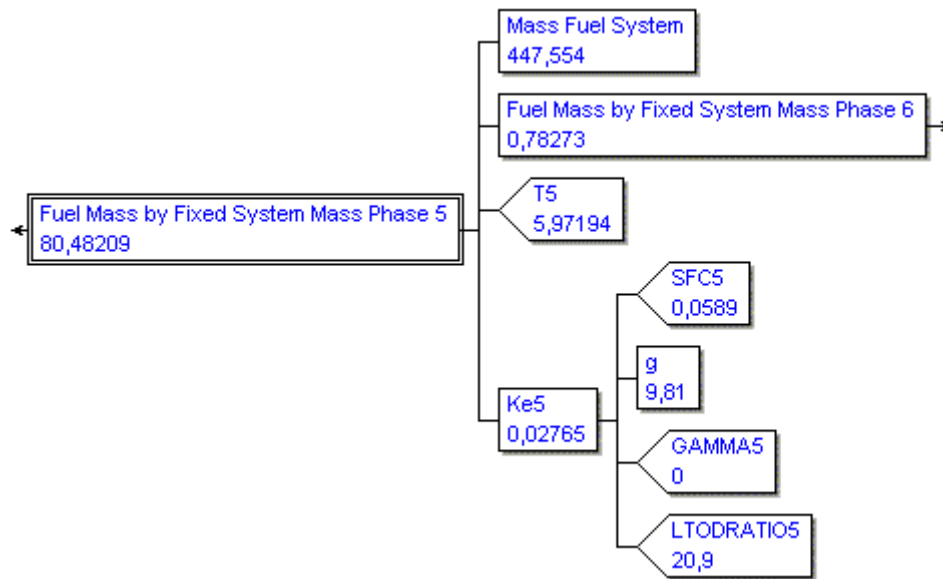 Mass Fuel System
447,554
Fuel Mass by Fixed System Mass Phase 6
0,78273
Fuel Mass by Fixed System Mass Phase 5
80,48209
T5
5,97194
SFC5
0,0589
g
9,81
Ke5
0,02765
GAMMA5
0
LTODRATIO5
20,9